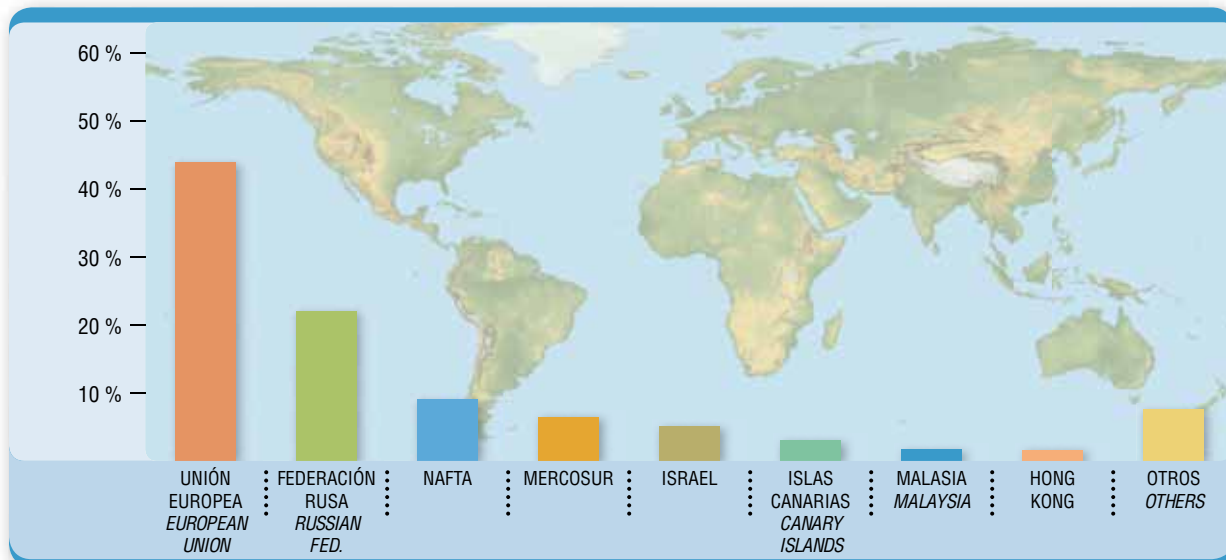 60 %
50 %
40 %
30 %
20 %
10 %
UNIÓN
EUROPEA
EUROPEAN
UNION
FEDERACIÓN
RUSA
RUSSIAN
FED.
NAFTA
MERCOSUR
ISRAEL
ISLAS
CANARIAS
CANARY
ISLANDS
MALASIA
MALAYSIA
HONG
KONG
OTROS
OTHERS